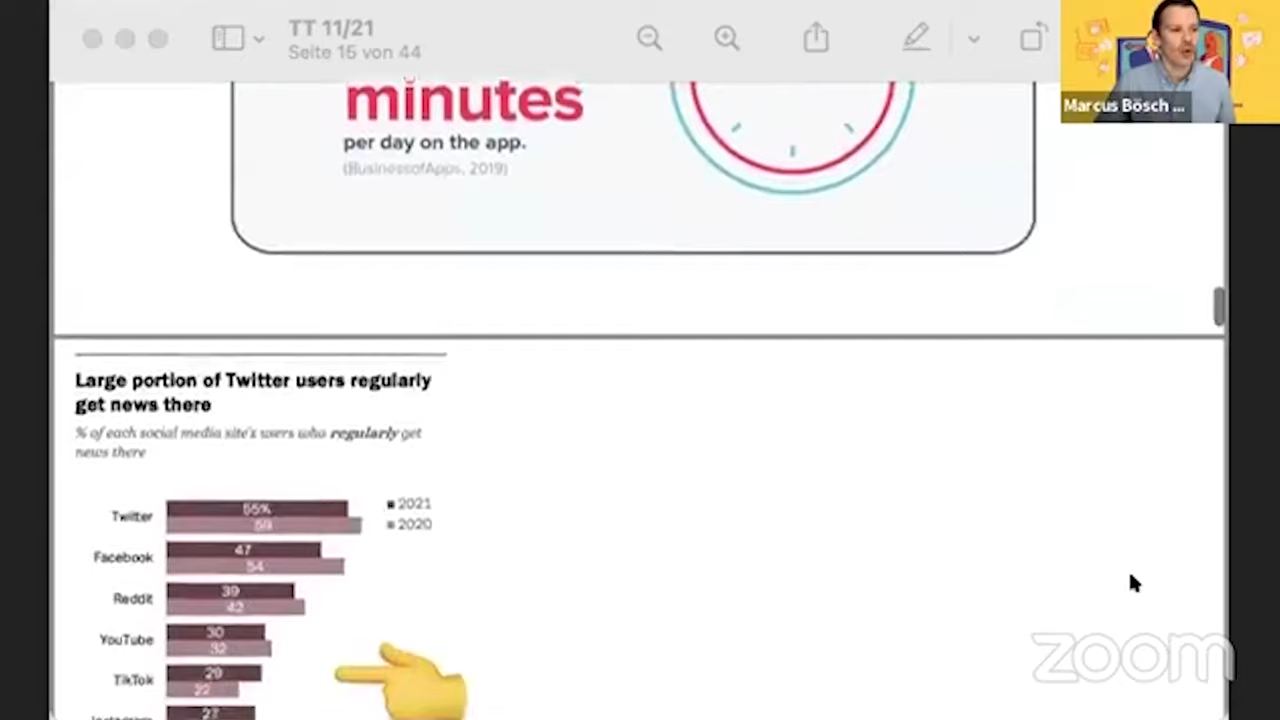 TT 11/21
Seite 15 von 44
Marcus Bösch ...
minutes
per day on the app.
(BusinessofApps, 2019)
Large portion of Twitter users regularly
get news there
% of each social media site's users who regularly get
news there
2021
2020
Twitter
55%
59
Facebook
47
54
Reddit
39
42
YouTube
30
32
TikTok
29
22
Instagram
27
zoom